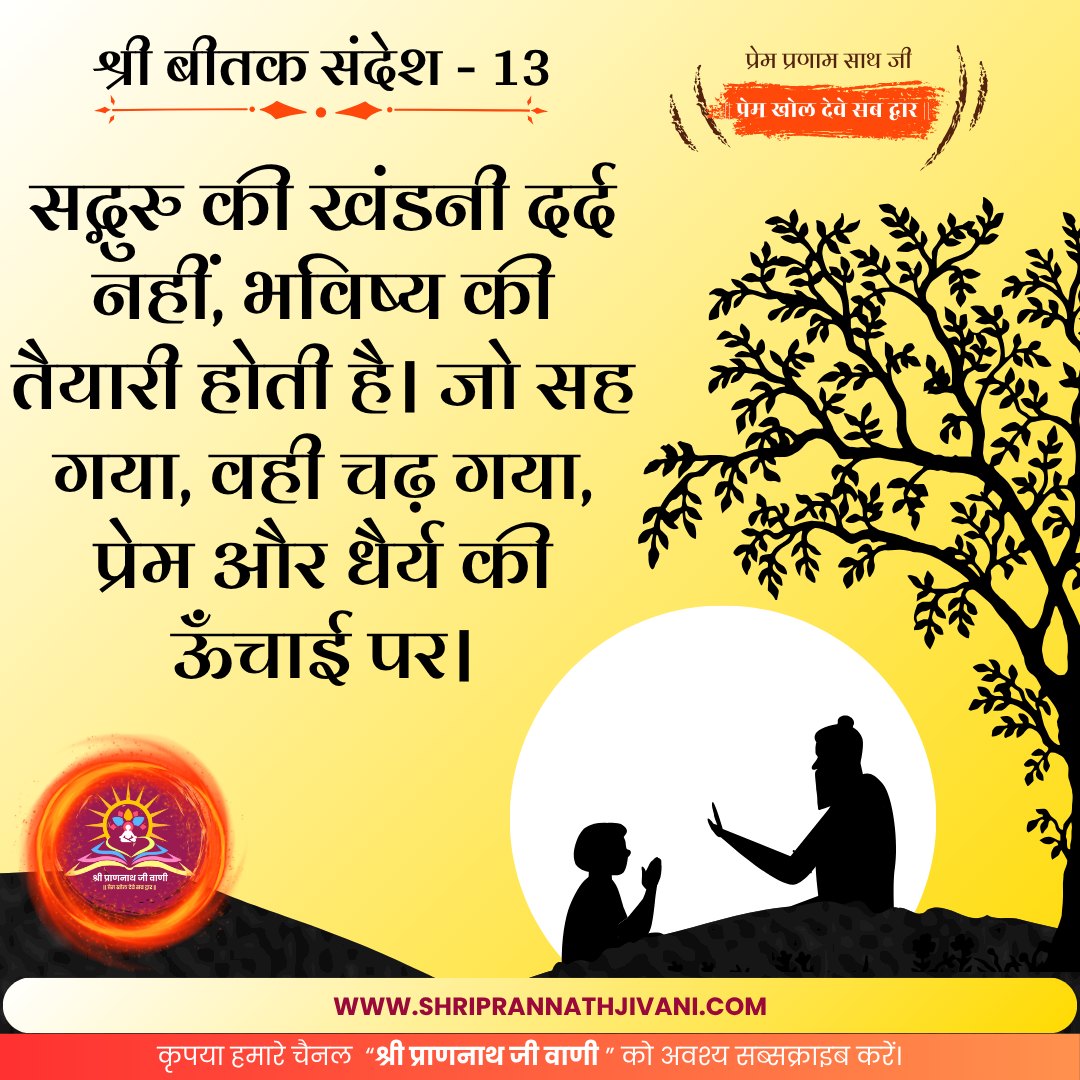 श्री बीतक संदेश - 13
प्रेम प्रणाम साथ जी
॥ प्रेम खोल देवे सब द्वार ॥
सद्गुरु की खंडनी दर्द
नहीं, भविष्य की
तैयारी होती है। जो सह
गया, वही चढ़ गया,
प्रेम और धैर्य की
ऊँचाई पर।
श्री प्राणनाथ जी वाणी
॥ प्रेम खोल देवे सब द्वार ॥
WWW.SHRIPRANNATHJIVANI.COM
कृपया हमारे चैनल “श्री प्राणनाथ जी वाणी ” को अवश्य सब्सक्राइब करें।